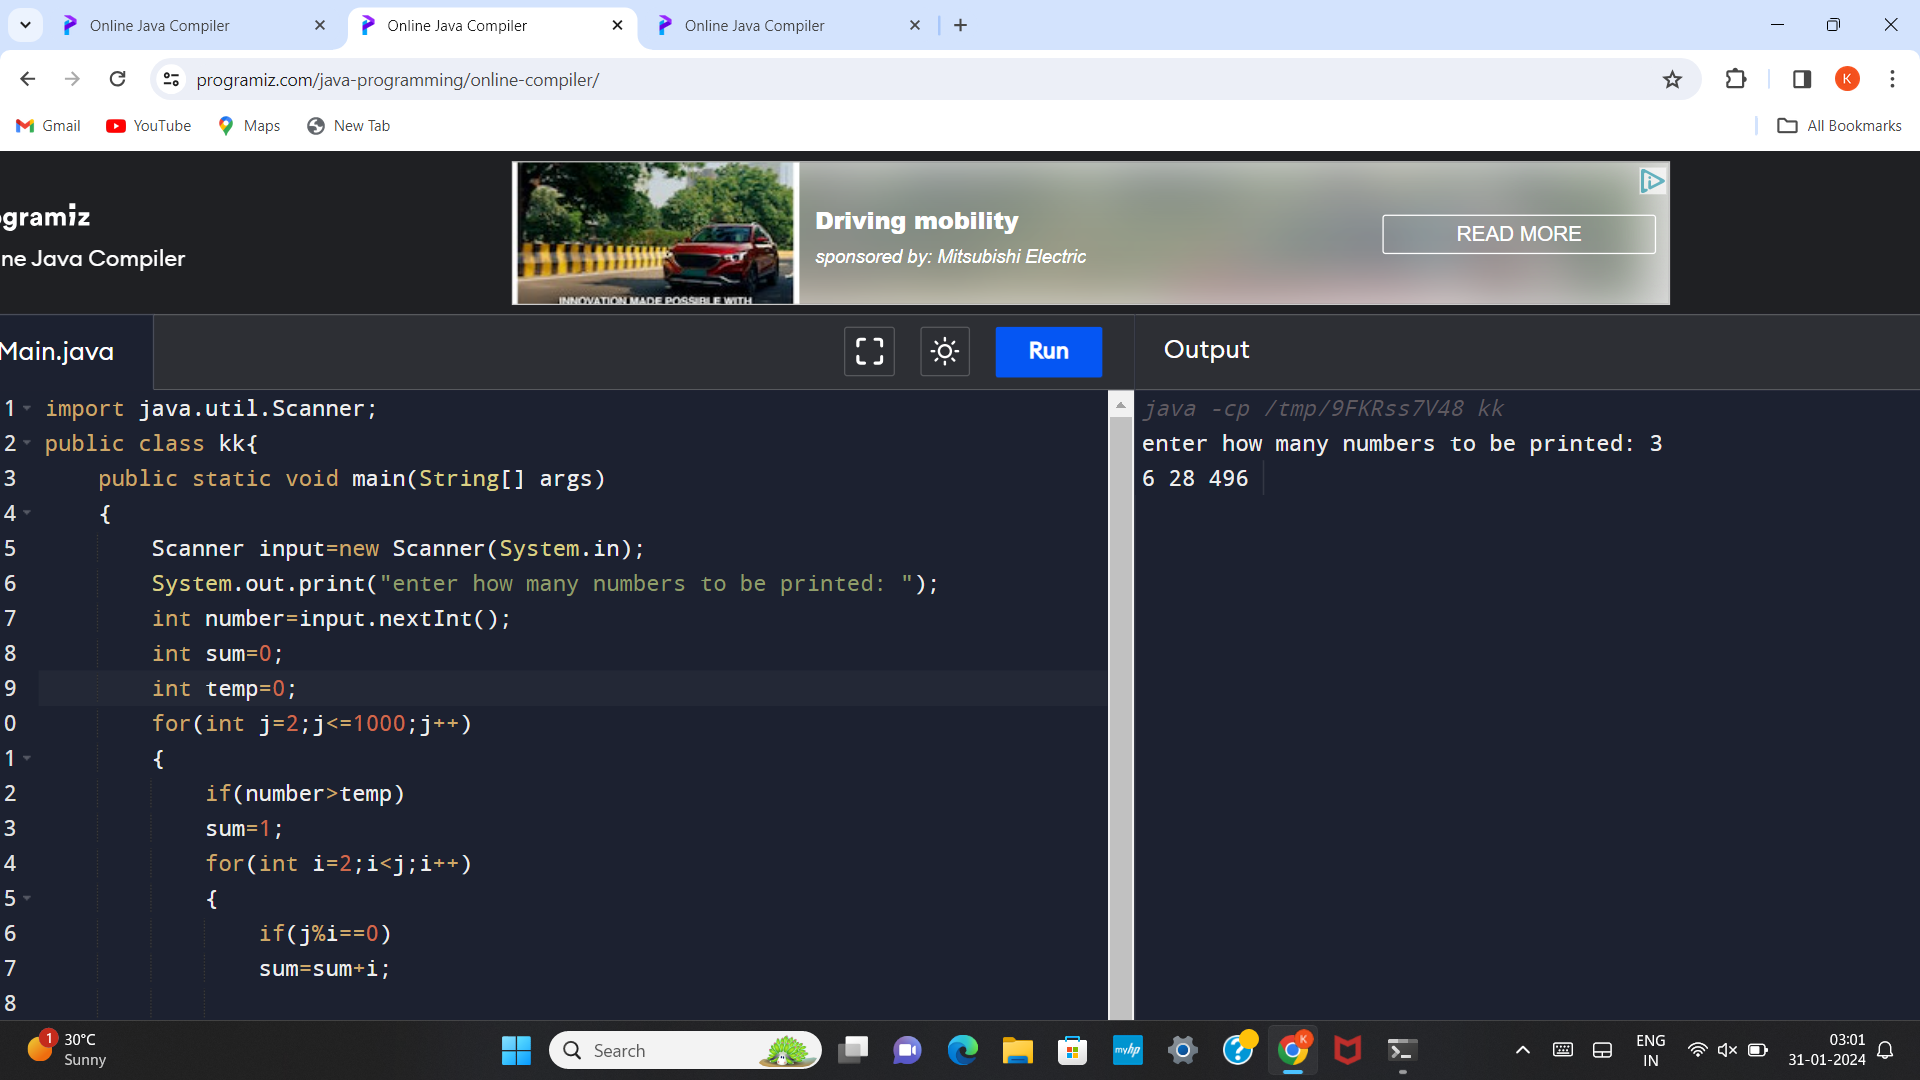 Online Java Compiler
Online Java Compiler
Online Java Compiler
programiz.com/java-programming/online-compiler/
K
Gmail
YouTube
Maps
New Tab
All Bookmarks
ogramiz
ne Java Compiler
INNOVATION MADE POSSIBLE WITH
Driving mobility
sponsored by: Mitsubishi Electric
READ MORE
Main.java
Run
Output
1 import java.util.Scanner;
2 public class kk{
3 public static void main(String[] args)
4 {
5 Scanner input=new Scanner(System.in);
6 System.out.print("enter how many numbers to be printed: ");
7 int number=input.nextInt();
8 int sum=0;
9 int temp=0;
0 for(int j=2;j<=1000;j++)
1 {
2 if(number>temp)
3 sum=1;
4 for(int i=2;i<j;i++)
5 {
6 if(j%i==0)
7 sum=sum+i;
8
java -cp /tmp/9FKRss7V48 kk
enter how many numbers to be printed: 3
6 28 496
1
30°C
Sunny
Search
myhp
K
ENG
IN
03:01
31-01-2024